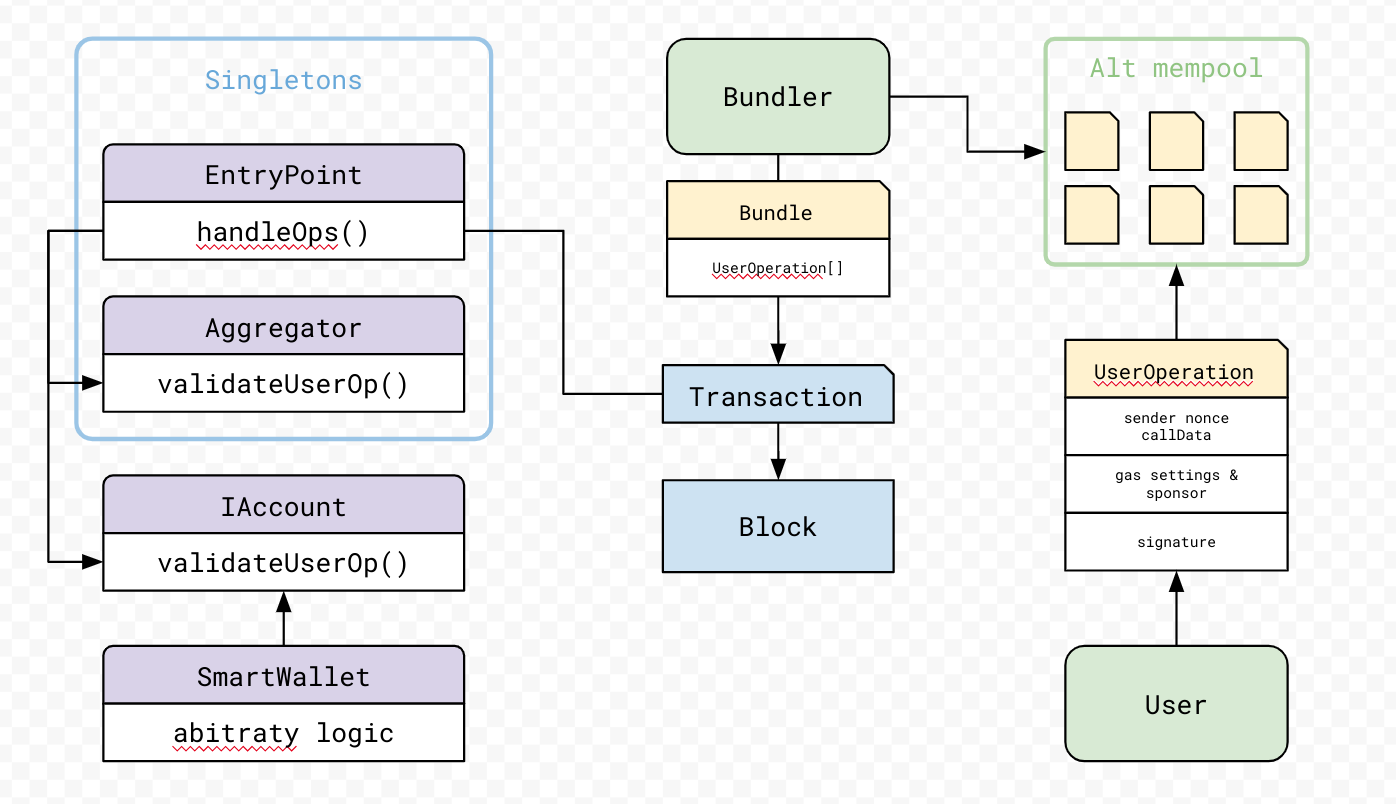 Singletons
EntryPoint
handleOps()
Aggregator
validateUserOp()
IAccount
validateUserOp()
SmartWallet
abitraty logic
Bundler
Bundle
UserOperation[]
Transaction
Block
Alt mempool
UserOperation
sender nonce
callData
gas settings &
sponsor
signature
User